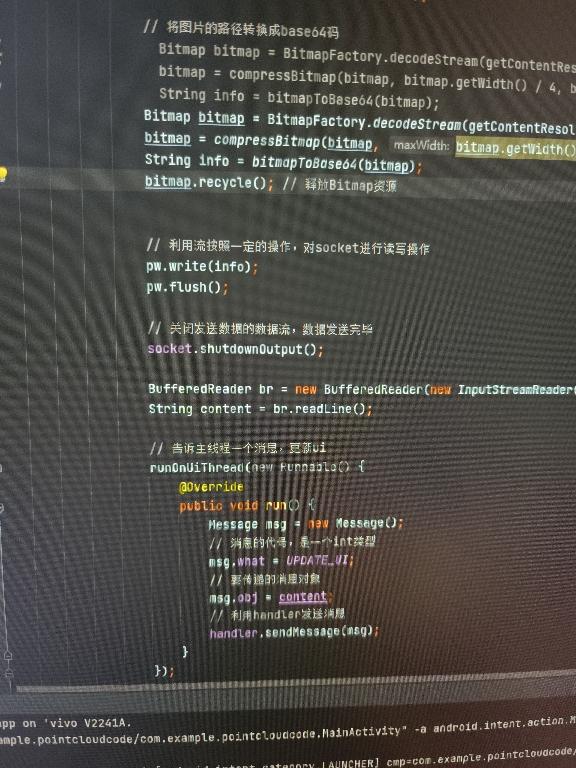 // 将图片的路径转换成base64码
Bitmap bitmap = BitmapFactory.decodeStream(getContentRes
bitmap = compressBitmap(bitmap, bitmap.getWidth() / 4, b
String info = bitmapToBase64(bitmap);
Bitmap bitmap = BitmapFactory.decodeStream(getContentResol
bitmap = compressBitmap(bitmap, maxWidth: bitmap.getWidth()
String info = bitmapToBase64(bitmap);
bitmap.recycle(); // 释放Bitmap资源
// 利用流按照一定的操作，对socket进行读写操作
pw.write(info);
pw.flush();
// 关闭发送数据的数据流，数据发送完毕
socket.shutdownOutput();
BufferedReader br = new BufferedReader(new InputStreamReader(
String content = br.readLine();
// 告诉主线程一个消息，更新ui
runOnUiThread(new Runnable() {
@Override
public void run() {
Message msg = new Message();
// 消息的代号，是一个int类型
msg.what = UPDATE_UI;
// 要传递的消息对象
msg.obj = content;
// 利用handler发送消息
handler.sendMessage(msg);
}
});
app on 'vivo V2241A.
ample.pointcloudcode/com.example.pointcloudcode.MainActivity" -a android.intent.action.M
intent.category.LAUNCHER] cmp=com.example.pointcloudcode/